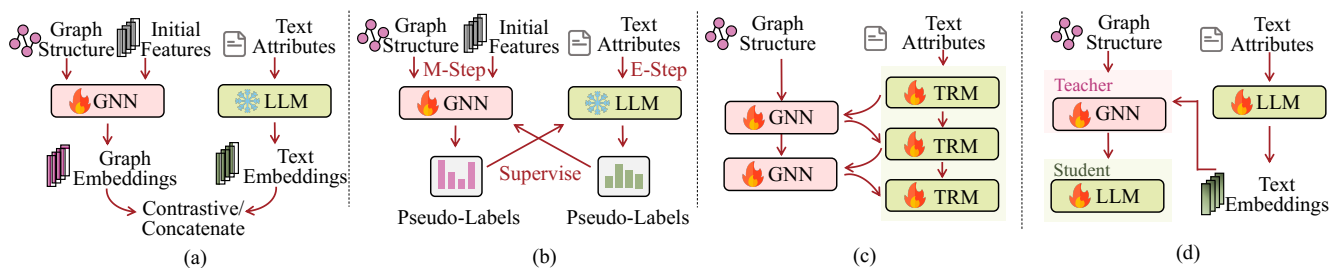 Graph
Structure
Initial
Features
Text
Attributes
GNN
LLM
Graph
Embeddings
Text
Embeddings
Contrastive/
Concatenate
(a)
Graph
Structure
Initial
Features
Text
Attributes
M-Step
E-Step
GNN
LLM
Supervise
Pseudo-Labels
Pseudo-Labels
(b)
Graph
Structure
Text
Attributes
TRM
GNN
TRM
GNN
TRM
(c)
Graph
Structure
Text
Attributes
Teacher
GNN
LLM
Student
LLM
Text
Embeddings
(d)